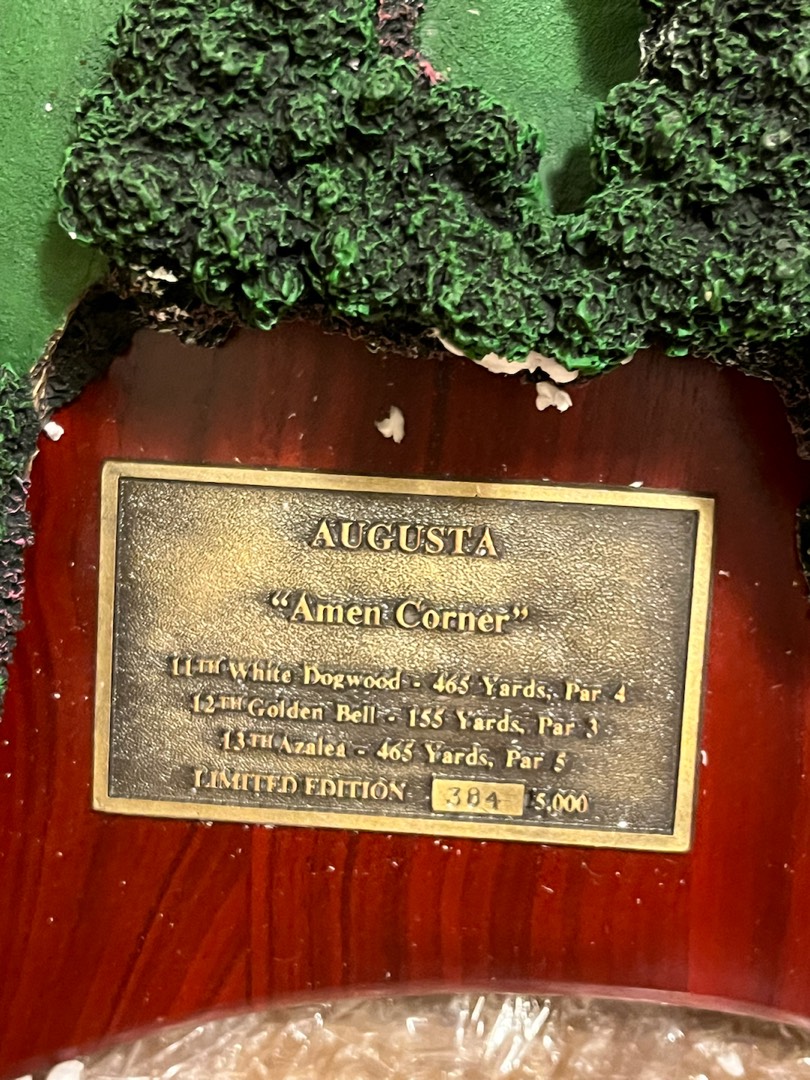 AUGUSTA
“Amen Corner”
11TH White Dogwood - 465 Yards, Par 4
12TH Golden Bell - 155 Yards, Par 3
13TH Azalea - 465 Yards, Par 5
LIMITED EDITION 384 5,000